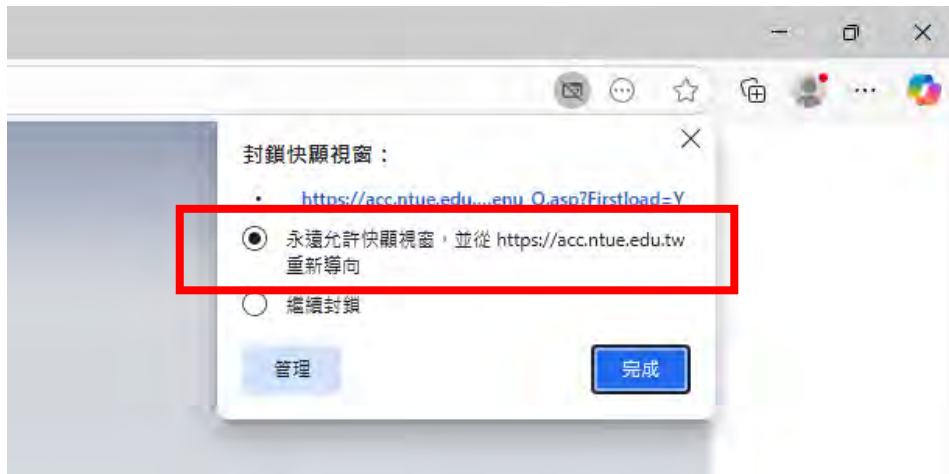 封鎖快顯視窗：
• https://acc.ntue.edu....enu_O.asp?Firstload=Y
永遠允許快顯視窗，並從 https://acc.ntue.edu.tw
重新導向
繼續封鎖
管理
完成